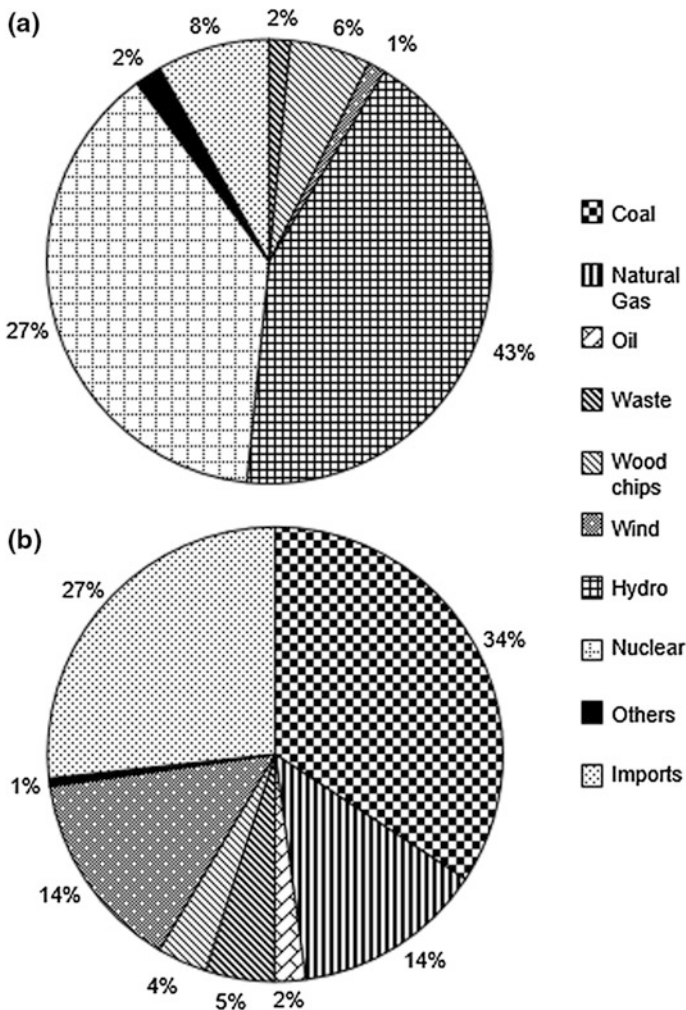 (a)
2%
6%
1%
8%
2%
27%
43%
Coal
Natural
Gas
Oil
Waste
Wood
chips
Wind
Hydro
Nuclear
Others
Imports
(b)
27%
34%
1%
14%
4%
5%
2%
14%